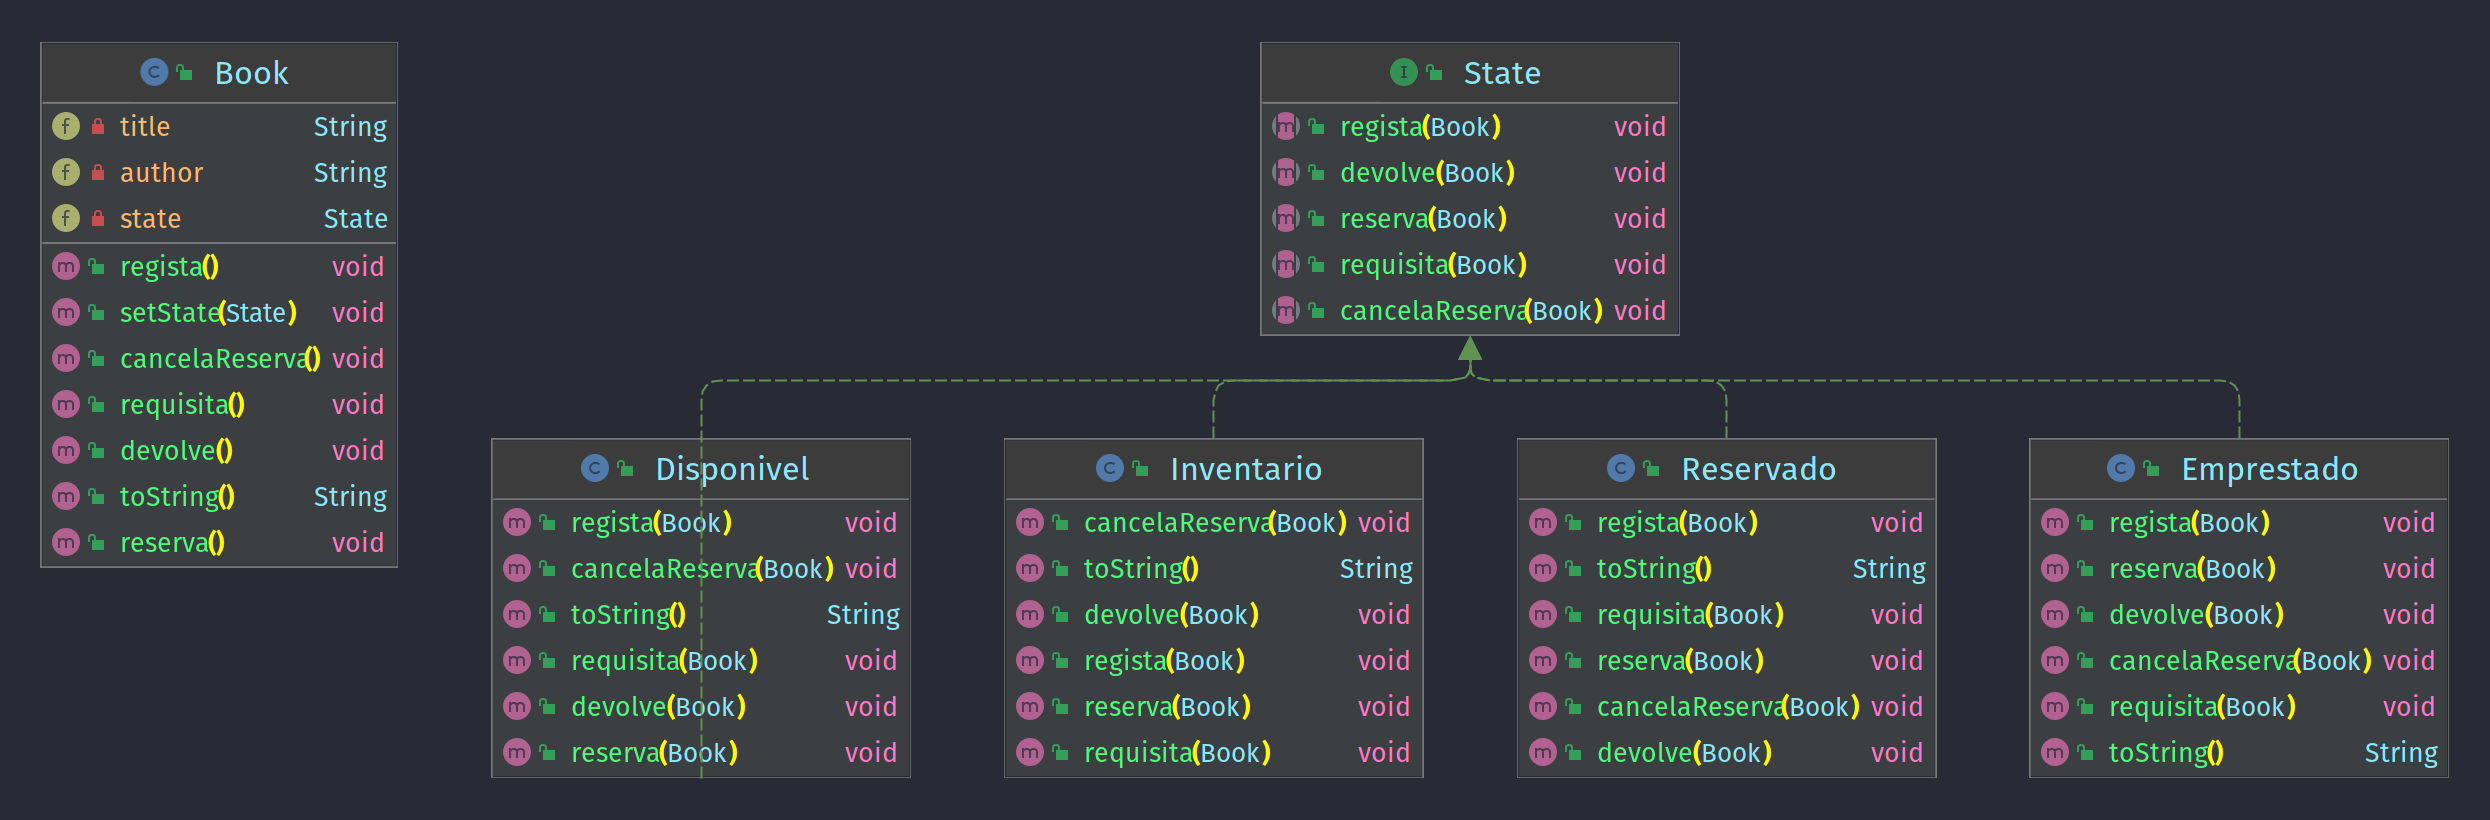 Book
title String
author String
state State
regista() void
setState(State) void
cancelaReserva() void
requisita() void
devolve() void
toString() String
reserva() void
State
regista(Book) void
devolve(Book) void
reserva(Book) void
requisita(Book) void
cancelaReserva(Book) void
Disponivel
regista(Book) void
cancelaReserva(Book) void
toString() String
requisita(Book) void
devolve(Book) void
reserva(Book) void
Inventario
cancelaReserva(Book) void
toString() String
devolve(Book) void
regista(Book) void
reserva(Book) void
requisita(Book) void
Reservado
regista(Book) void
toString() String
requisita(Book) void
reserva(Book) void
cancelaReserva(Book) void
devolve(Book) void
Emprestado
regista(Book) void
reserva(Book) void
devolve(Book) void
cancelaReserva(Book) void
requisita(Book) void
toString() String